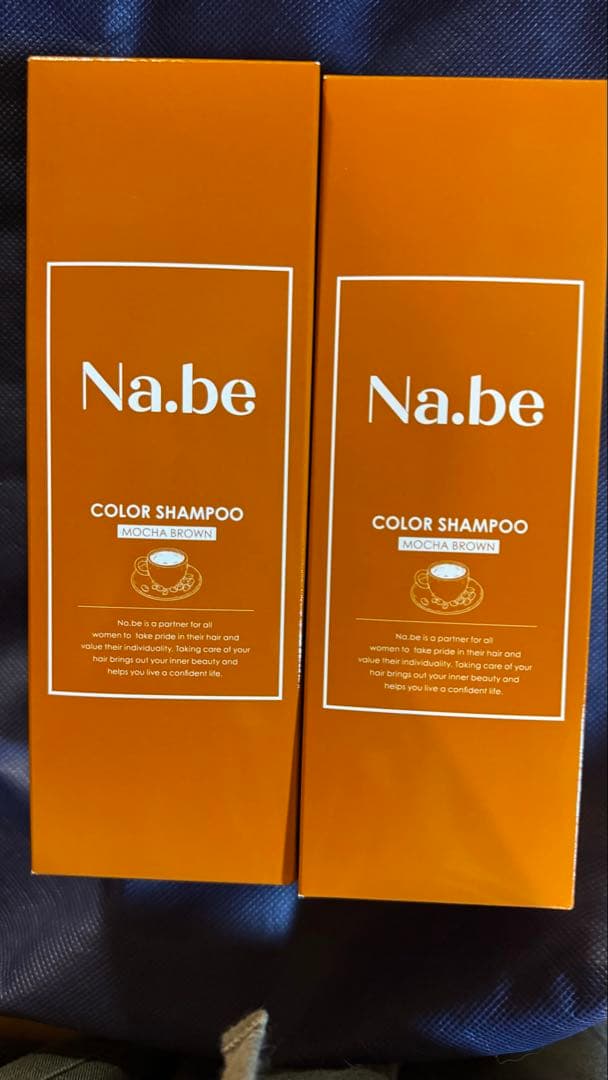 Na.be
COLOR SHAMPOO
MOCHA BROWN
No.be is a partner for all
women to take pride in their hair and
value their individuality. Taking care of your
hair brings out your inner beauty and
helps you live a confident life.
Na.be
COLOR SHAMPOO
MOCHA BROWN
Na.be is a partner for all
women to take pride in their hair and
value their individuality. Taking care of your
hair brings out your inner beauty and
helps you live a confident life.